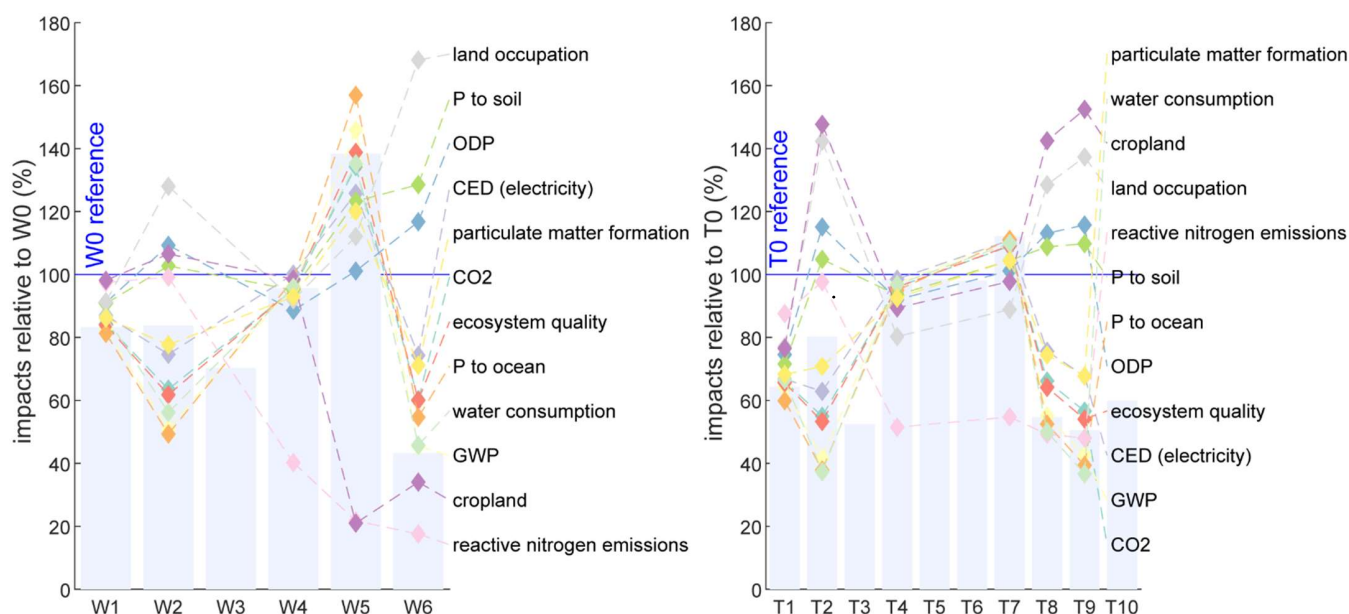 impacts relative to W0 (%)
180
160
140
120
100
80
60
40
20
0
W0 reference
W1 W2 W3 W4 W5 W6
land occupation
P to soil
ODP
CED (electricity)
particulate matter formation
CO2
ecosystem quality
P to ocean
water consumption
GWP
cropland
reactive nitrogen emissions
impacts relative to T0 (%)
180
160
140
120
100
80
60
40
20
0
T0 reference
T1 T2 T3 T4 T5 T6 T7 T8 T9 T10
particulate matter formation
water consumption
cropland
land occupation
reactive nitrogen emissions
P to soil
P to ocean
ODP
ecosystem quality
CED (electricity)
GWP
CO2